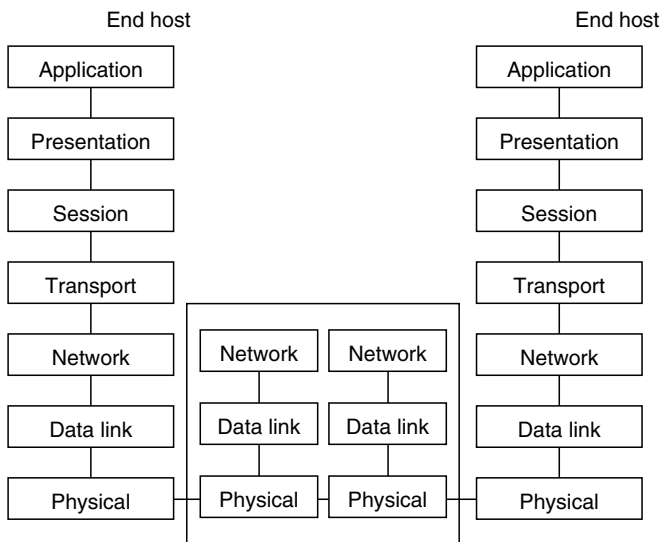 End host
End host
Application
Application
Presentation
Presentation
Session
Session
Transport
Transport
Network
Network
Network
Network
Data link
Data link
Data link
Data link
Physical
Physical
Physical
Physical